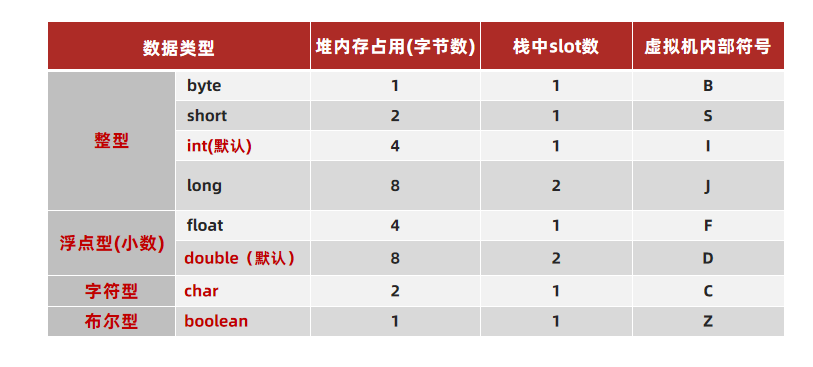 数据类型 堆内存占用(字节数) 栈中slot数 虚拟机内部符号
整型 byte 1 1 B
short 2 1 S
int(默认) 4 1 I
long 8 2 J
浮点型(小数) float 4 1 F
double（默认） 8 2 D
字符型 char 2 1 C
布尔型 boolean 1 1 Z